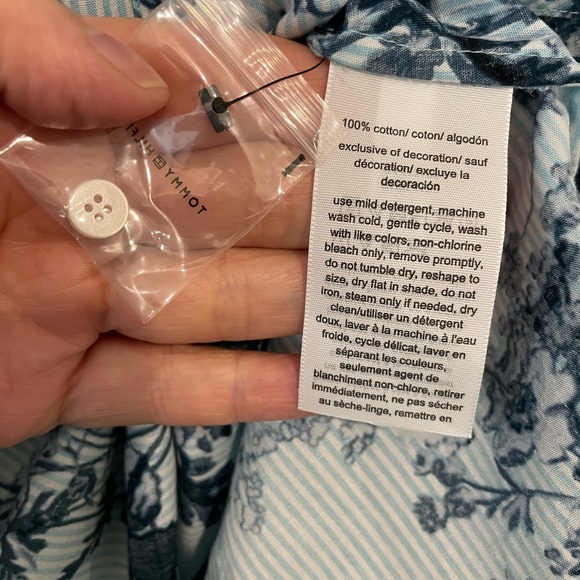 TOMMY HILFI
100% cotton/ coton/ algodón
exclusive of decoration/ sauf
décoration/ excluye la
decoración
use mild detergent, machine
wash cold, gentle cycle, wash
with like colors, non-chlorine
bleach only, remove promptly,
do not tumble dry, reshape to
size, dry flat in shade, do not
iron, steam only if needed, dry
clean/utiliser un détergent
doux, laver à la machine à l'eau
froide, cycle délicat, laver en
séparant les couleurs,
seulement agent de
blanchiment non-chlore, retirer
immédiatement, ne pas sécher
au sèche-linge, remettre en